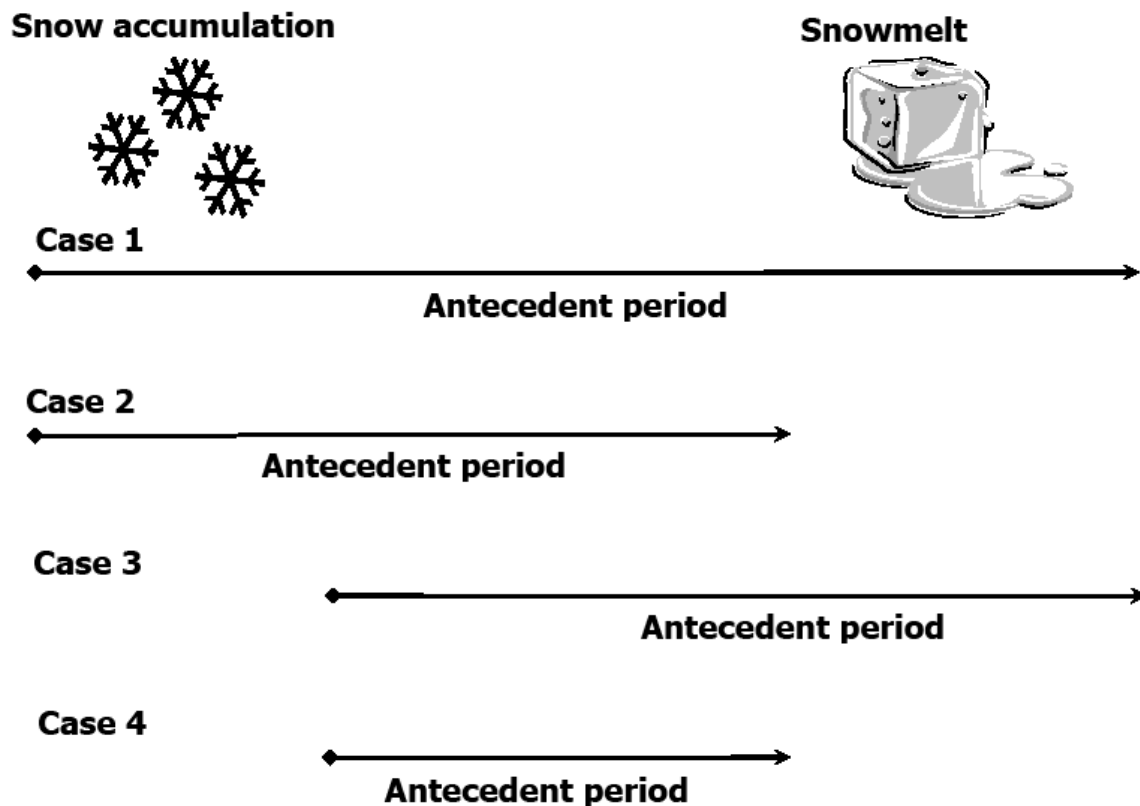 Snow accumulation
Snowmelt
Case 1
Antecedent period
Case 2
Antecedent period
Case 3
Antecedent period
Case 4
Antecedent period